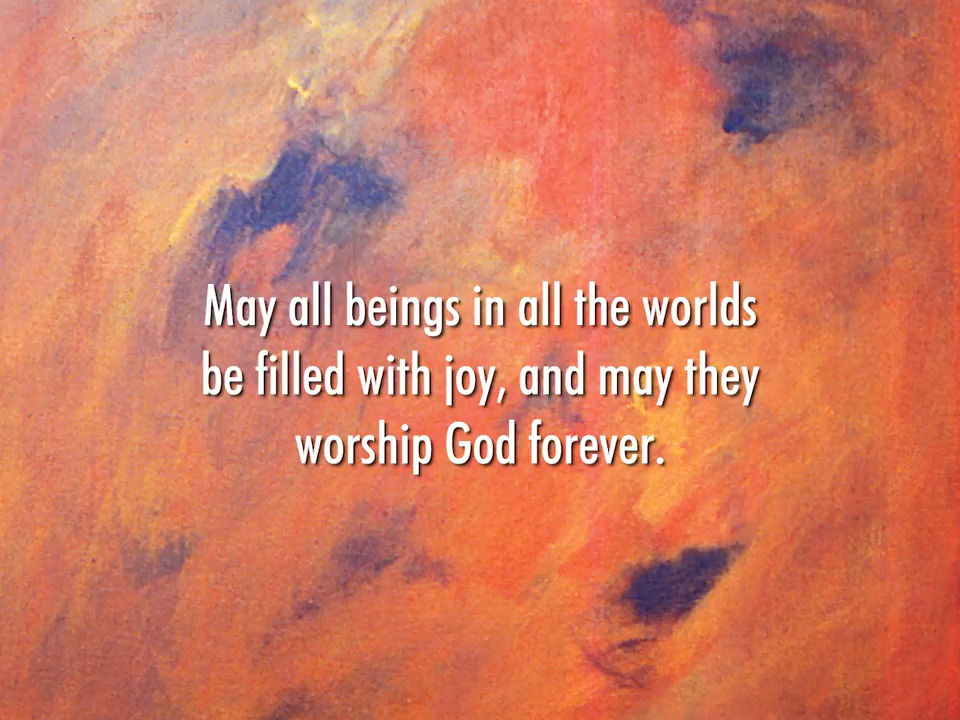 May all beings in all the worlds
be filled with joy, and may they
worship God forever.